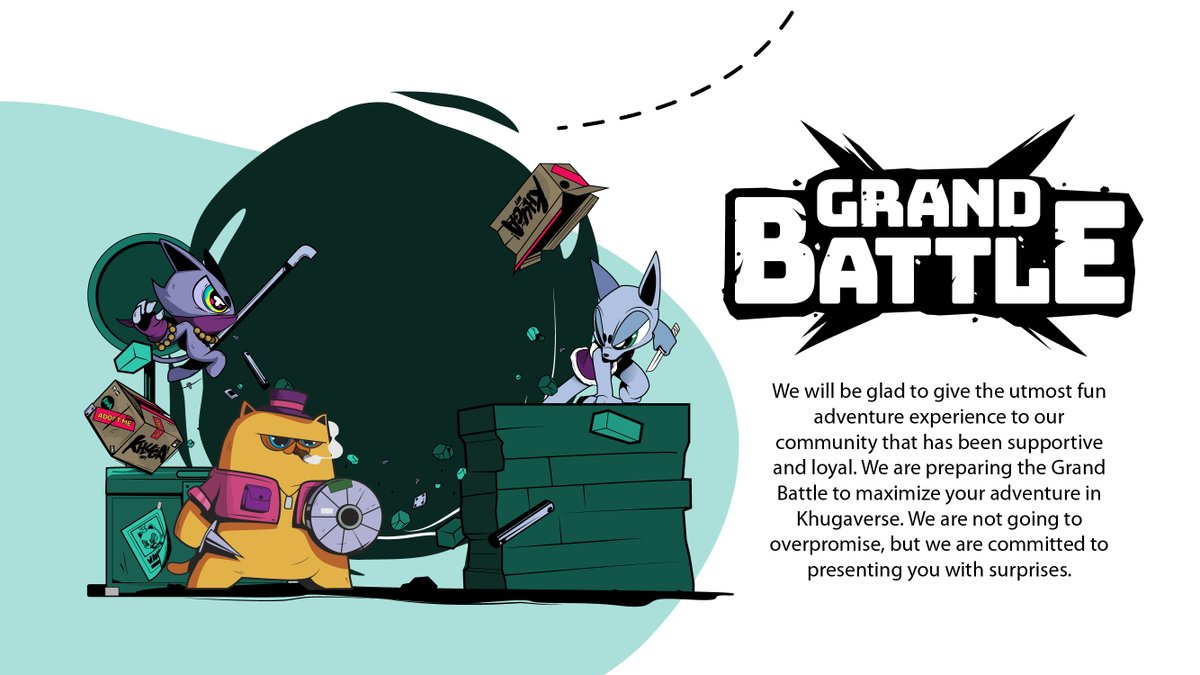 GRAND
BATTLE
We will be glad to give the utmost fun
adventure experience to our
community that has been supportive
and loyal. We are preparing the Grand
Battle to maximize your adventure in
Khugaverse. We are not going to
overpromise, but we are committed to
presenting you with surprises.
KHUGA
ADOPT ME
KHUGA